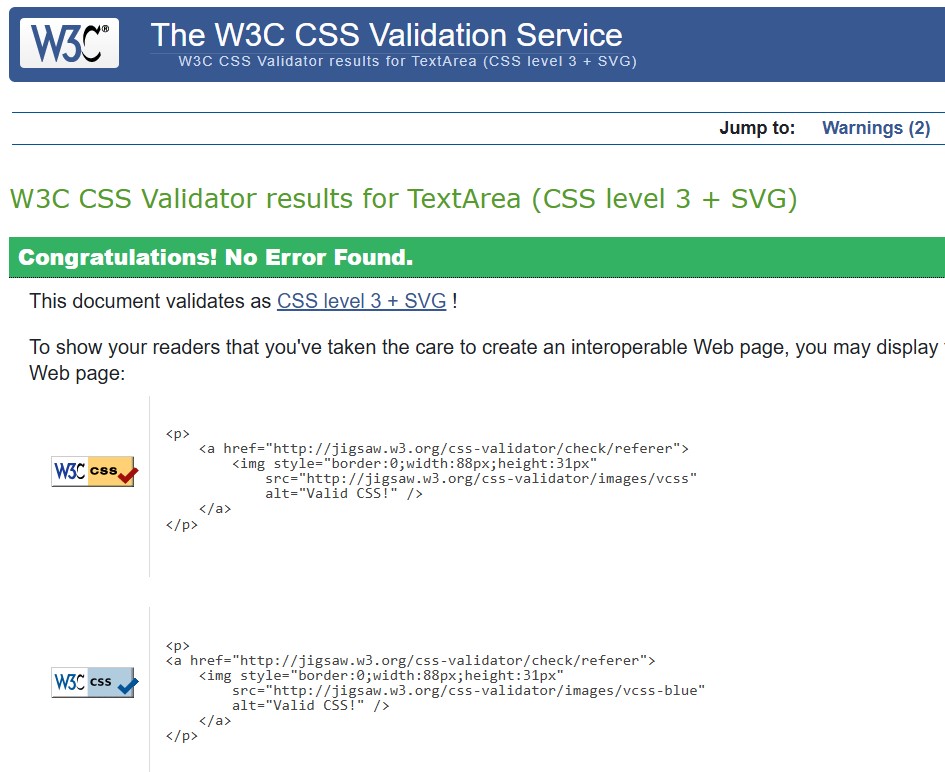 W3C®
The W3C CSS Validation Service
W3C CSS Validator results for TextArea (CSS level 3 + SVG)
Jump to: Warnings (2)
W3C CSS Validator results for TextArea (CSS level 3 + SVG)
Congratulations! No Error Found.
This document validates as CSS level 3 + SVG !
To show your readers that you've taken the care to create an interoperable Web page, you may display
Web page:
W3C css
<p>
    <a href="http://jigsaw.w3.org/css-validator/check/referer">
        <img style="border:0;width:88px;height:31px"
            src="http://jigsaw.w3.org/css-validator/images/vcss"
            alt="Valid CSS!" />
    </a>
</p>
W3C css
<p>
<a href="http://jigsaw.w3.org/css-validator/check/referer">
    <img style="border:0;width:88px;height:31px"
        src="http://jigsaw.w3.org/css-validator/images/vcss-blue"
        alt="Valid CSS!" />
    </a>
</p>